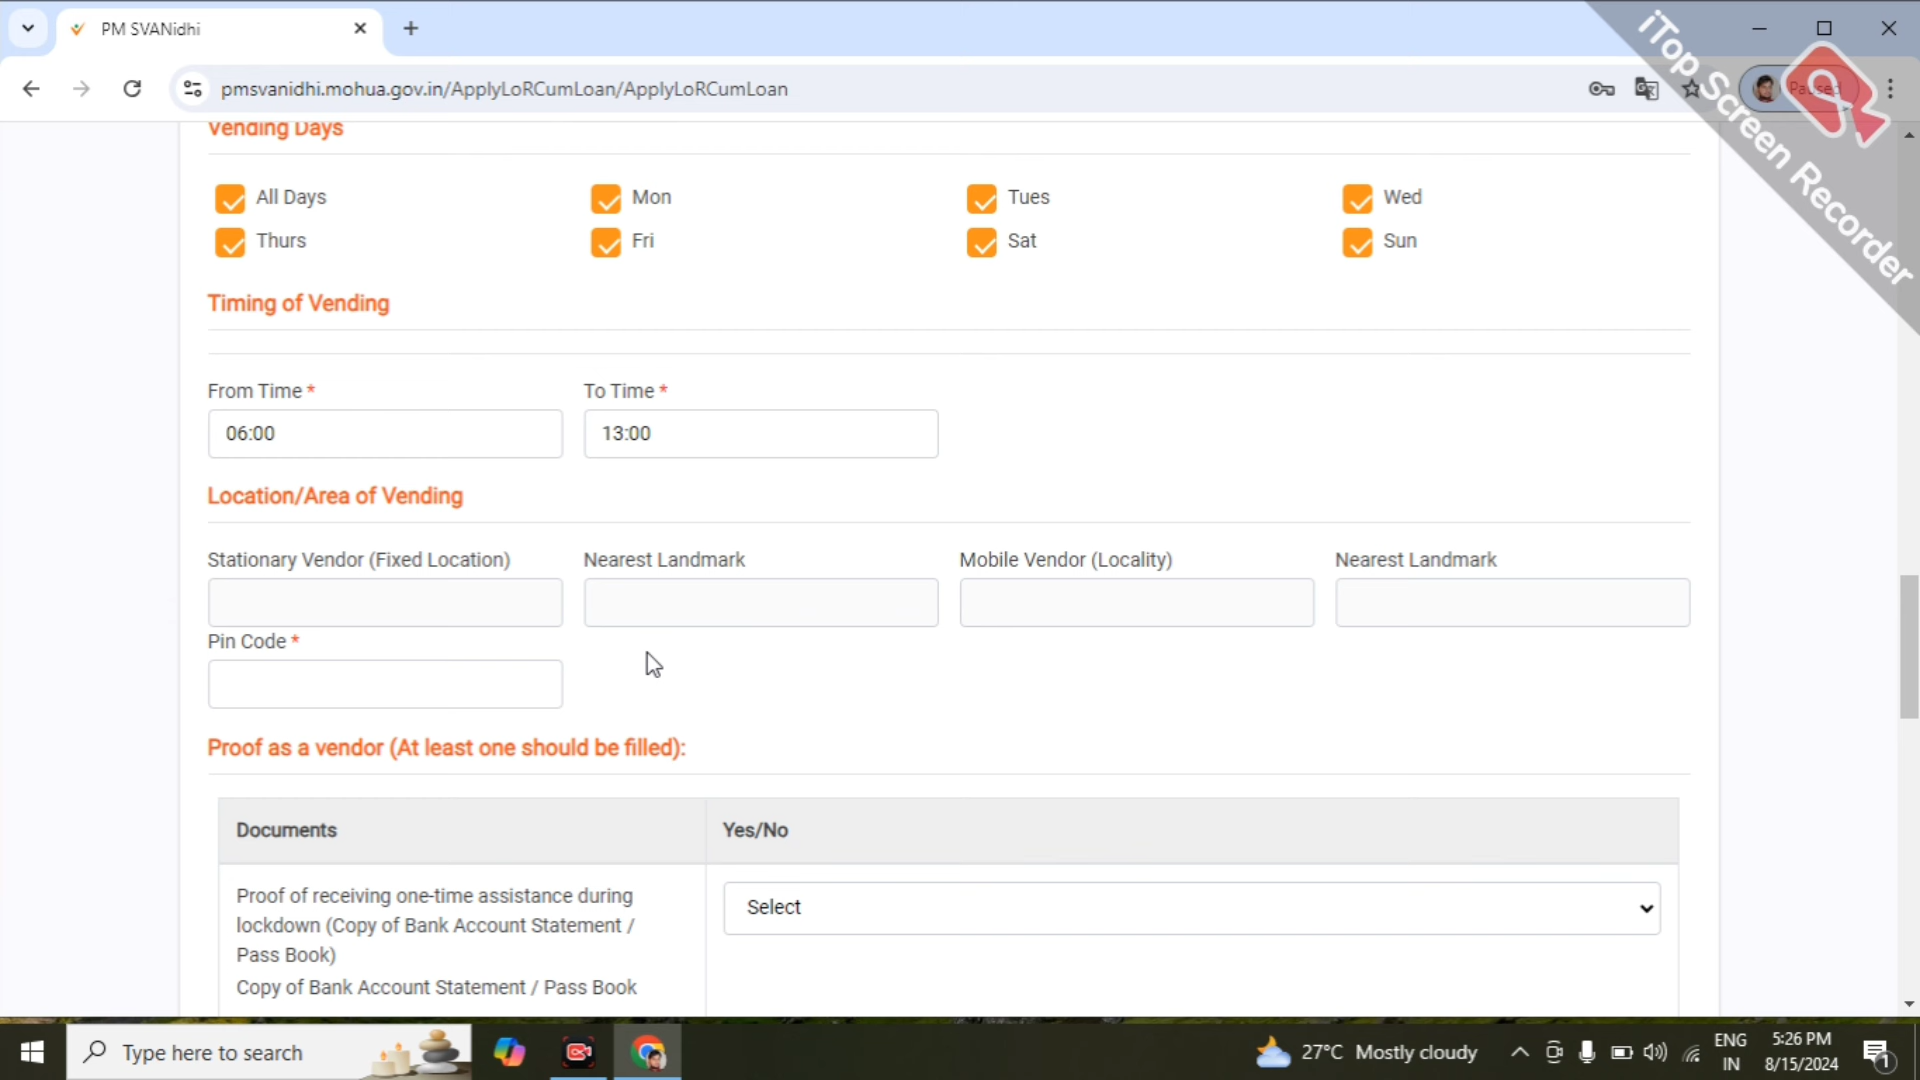 PM SVANidhi
pmsvanidhi.mohua.gov.in/ApplyLoRCumLoan/ApplyLoRCumLoan
Paused
iTop Screen Recorder
Vending Days
All Days
Mon
Tues
Wed
Thurs
Fri
Sat
Sun
Timing of Vending
From Time *
To Time *
06:00
13:00
Location/Area of Vending
Stationary Vendor (Fixed Location)
Nearest Landmark
Mobile Vendor (Locality)
Nearest Landmark
Pin Code *
Proof as a vendor (At least one should be filled):
Documents
Yes/No
Proof of receiving one-time assistance during
lockdown (Copy of Bank Account Statement /
Pass Book)
Copy of Bank Account Statement / Pass Book
Select
Type here to search
27°C Mostly cloudy
ENG
IN
5:26 PM
8/15/2024
1